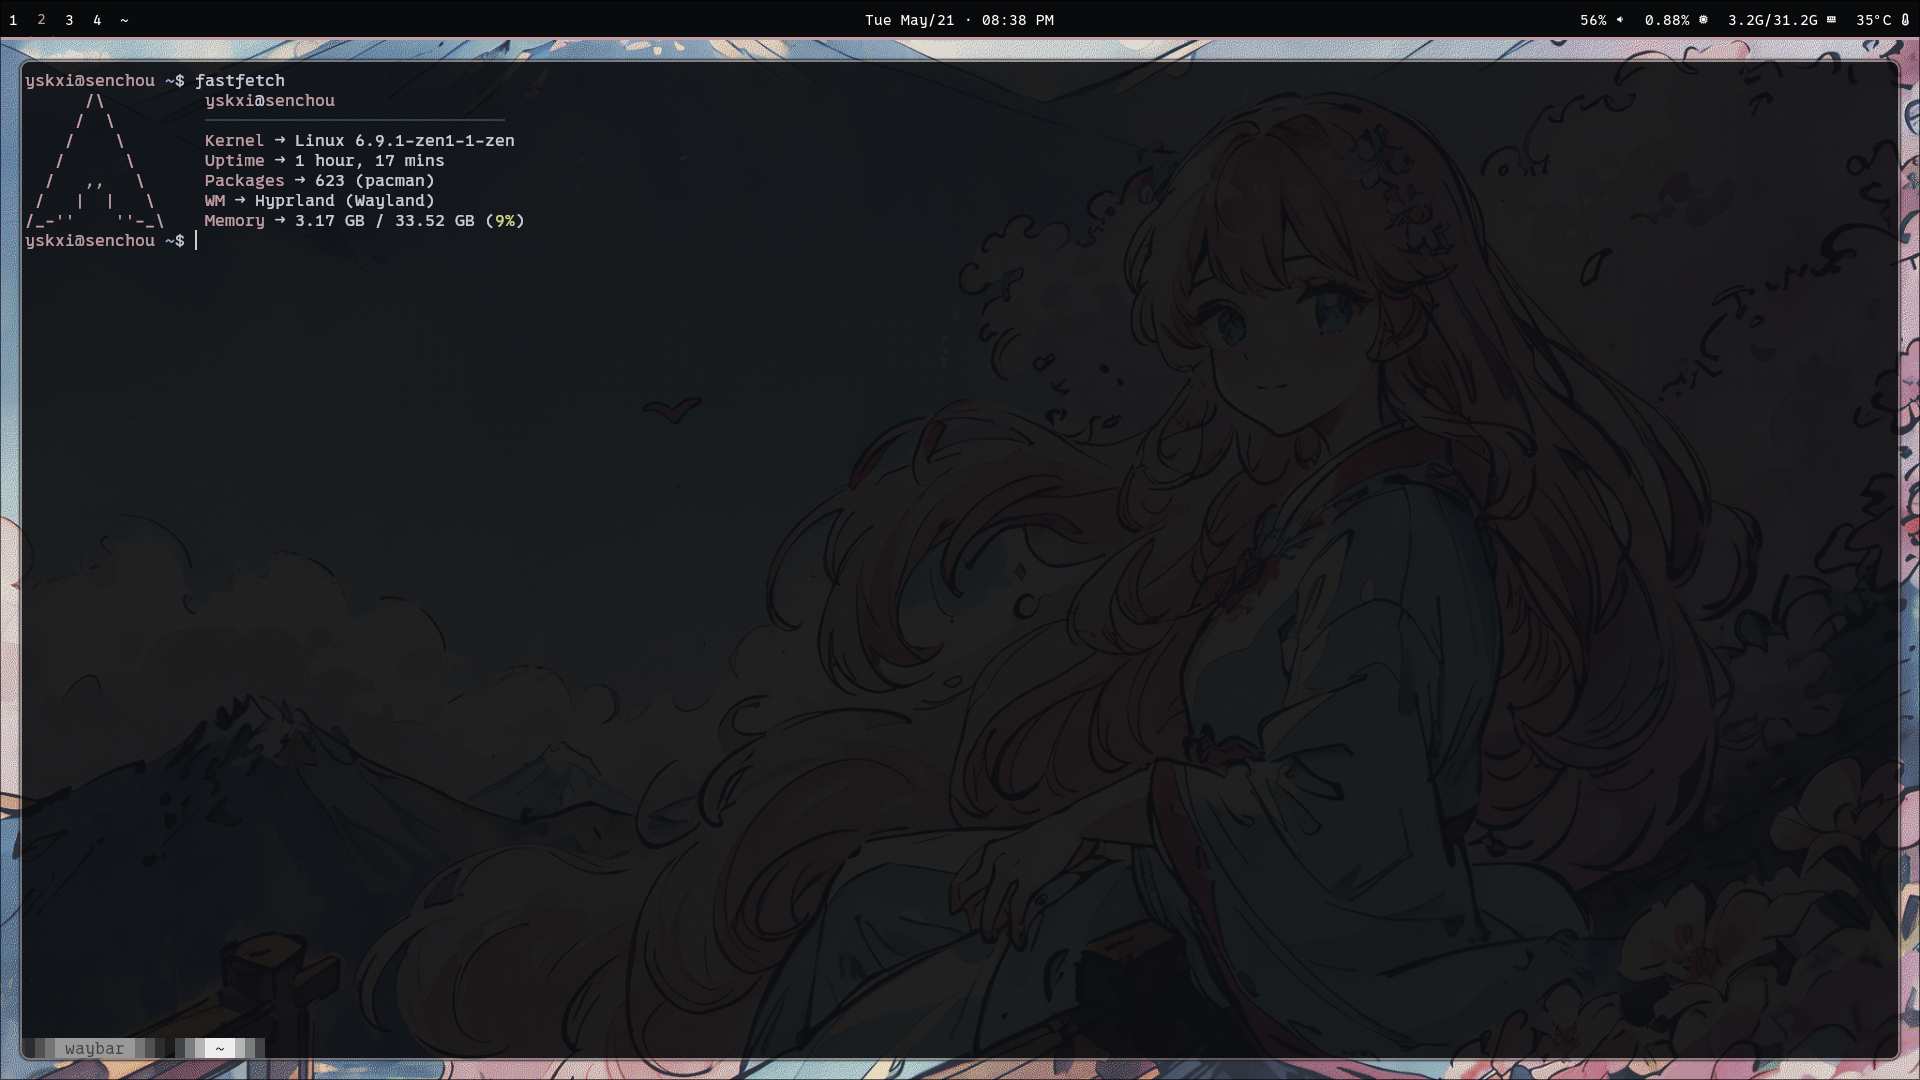 1 2 3 4 ~ Tue May/21 · 08:38 PM 56% 0.88% 3.2G/31.2G 35°C
yskxi@senchou ~$ fastfetch
yskxi@senchou
Kernel → Linux 6.9.1-zen1-1-zen
Uptime → 1 hour, 17 mins
Packages → 623 (pacman)
WM → Hyprland (Wayland)
Memory → 3.17 GB / 33.52 GB (9%)
yskxi@senchou ~$
waybar ~